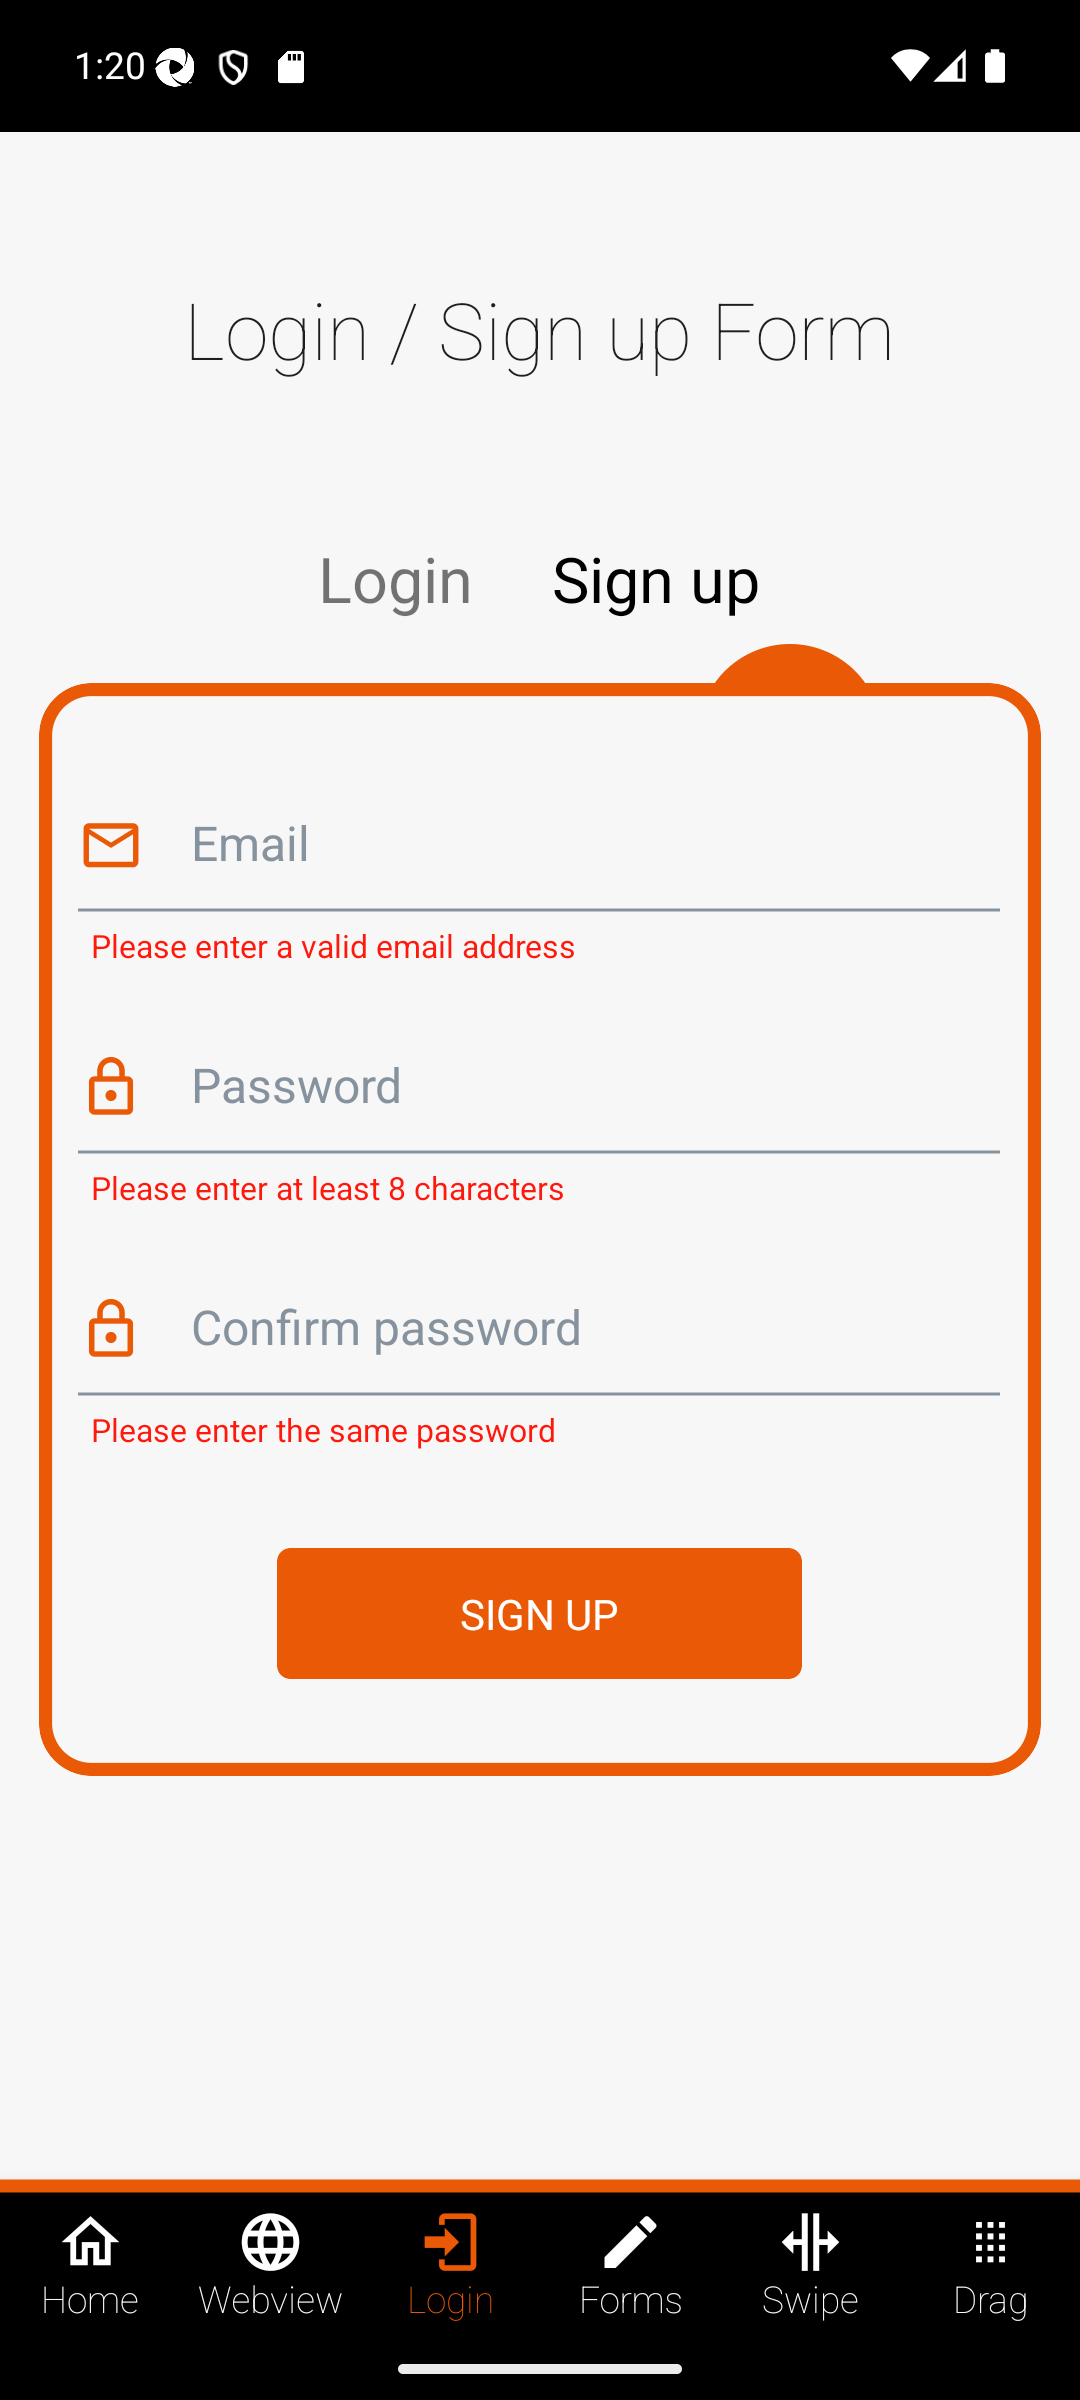 1:20
Login / Sign up Form
Login Sign up
Email
Please enter a valid email address
Password
Please enter at least 8 characters
Confirm password
Please enter the same password
SIGN UP
Home Webview Login Forms Swipe Drag